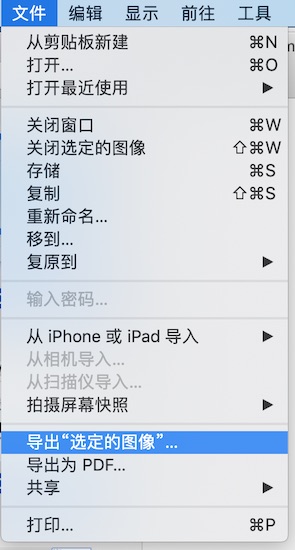 文件 编辑 显示 前往 工具
从剪贴板新建 ⌘N
打开... ⌘O
打开最近使用 ▶
关闭窗口 ⌘W
关闭选定的图像 ⇧⌘W
存储 ⌘S
复制 ⇧⌘S
重新命名...
移到...
复原到 ▶
输入密码...
从 iPhone 或 iPad 导入 ▶
从相机导入...
从扫描仪导入...
拍摄屏幕快照 ▶
导出“选定的图像”...
导出为 PDF...
共享 ▶
打印... ⌘P